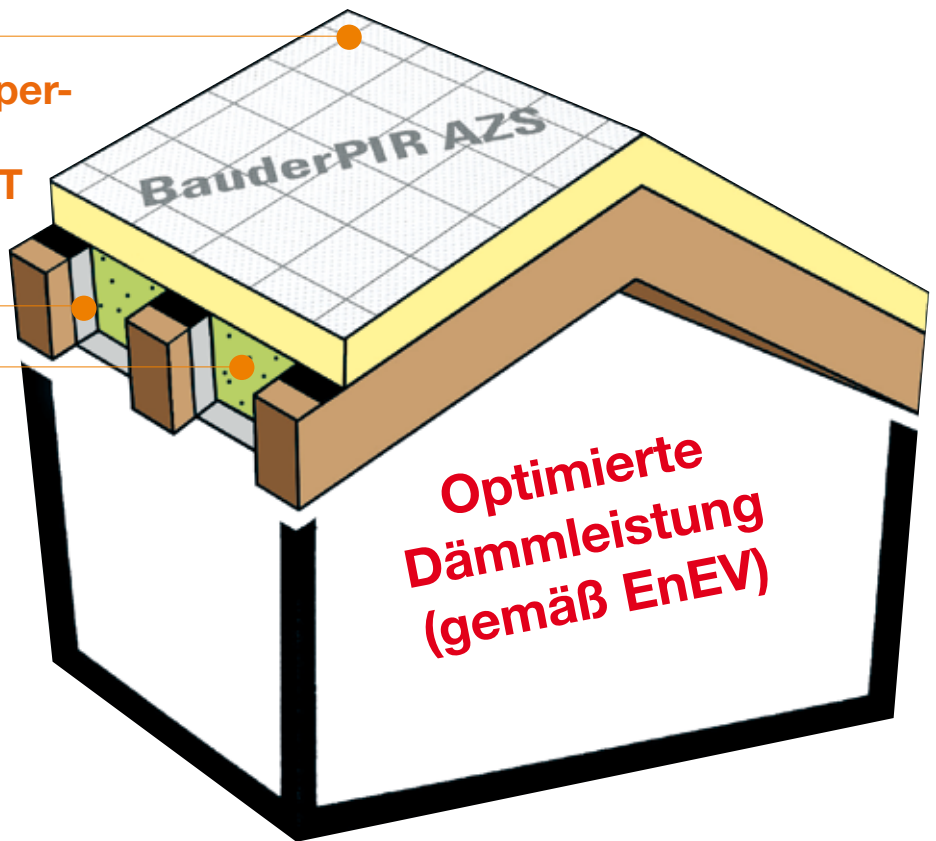 per-
T
BauderPIR AZS
Optimierte
Dämmleistung
(gemäß EnEV)